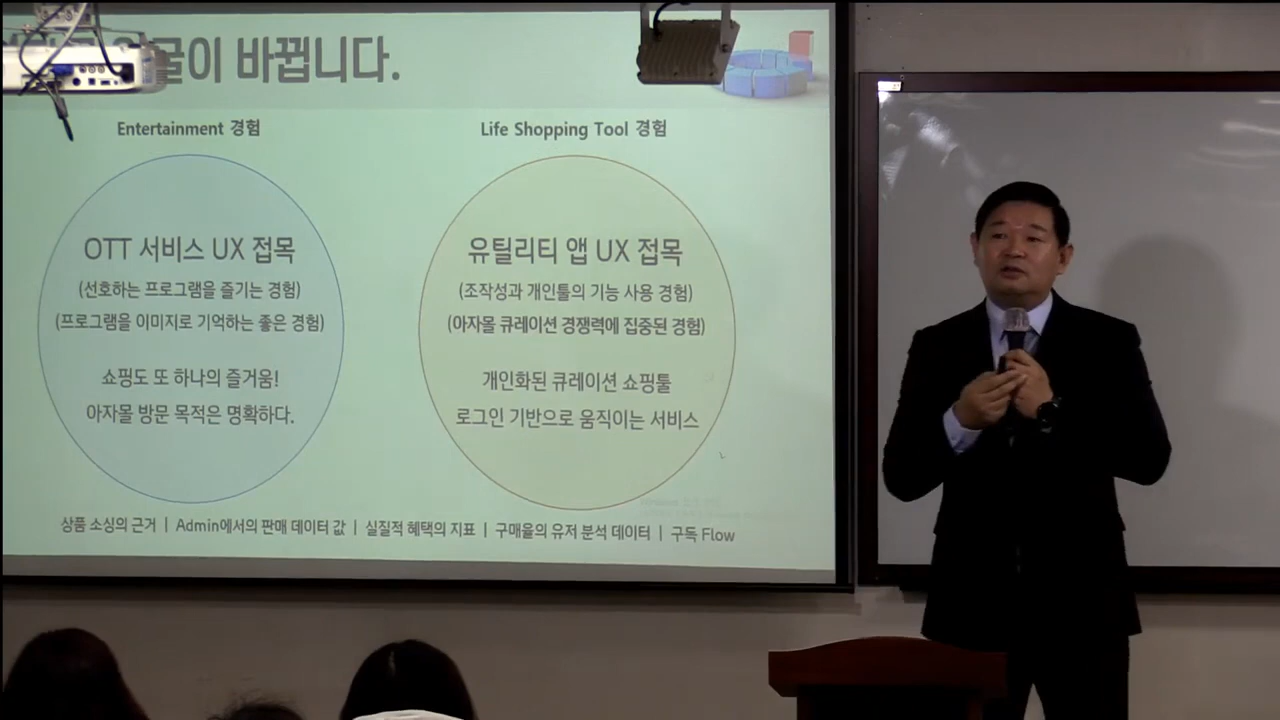 얼굴이 바뀝니다.
Entertainment 경험
OTT 서비스 UX 접목
(선호하는 프로그램을 즐기는 경험)
(프로그램을 이미지로 기억하는 좋은 경험)
쇼핑도 또 하나의 즐거움!
아자몰 방문 목적은 명확하다.
Life Shopping Tool 경험
유틸리티 앱 UX 접목
(조작성과 개인툴의 기능 사용 경험)
(아자몰 큐레이션 경쟁력에 집중된 경험)
개인화된 큐레이션 쇼핑툴
로그인 기반으로 움직이는 서비스
상품 소싱의 근거 | Admin에서의 판매 데이터 값 | 실질적 혜택의 지표 | 구매율의 유저 분석 데이터 | 구독 Flow